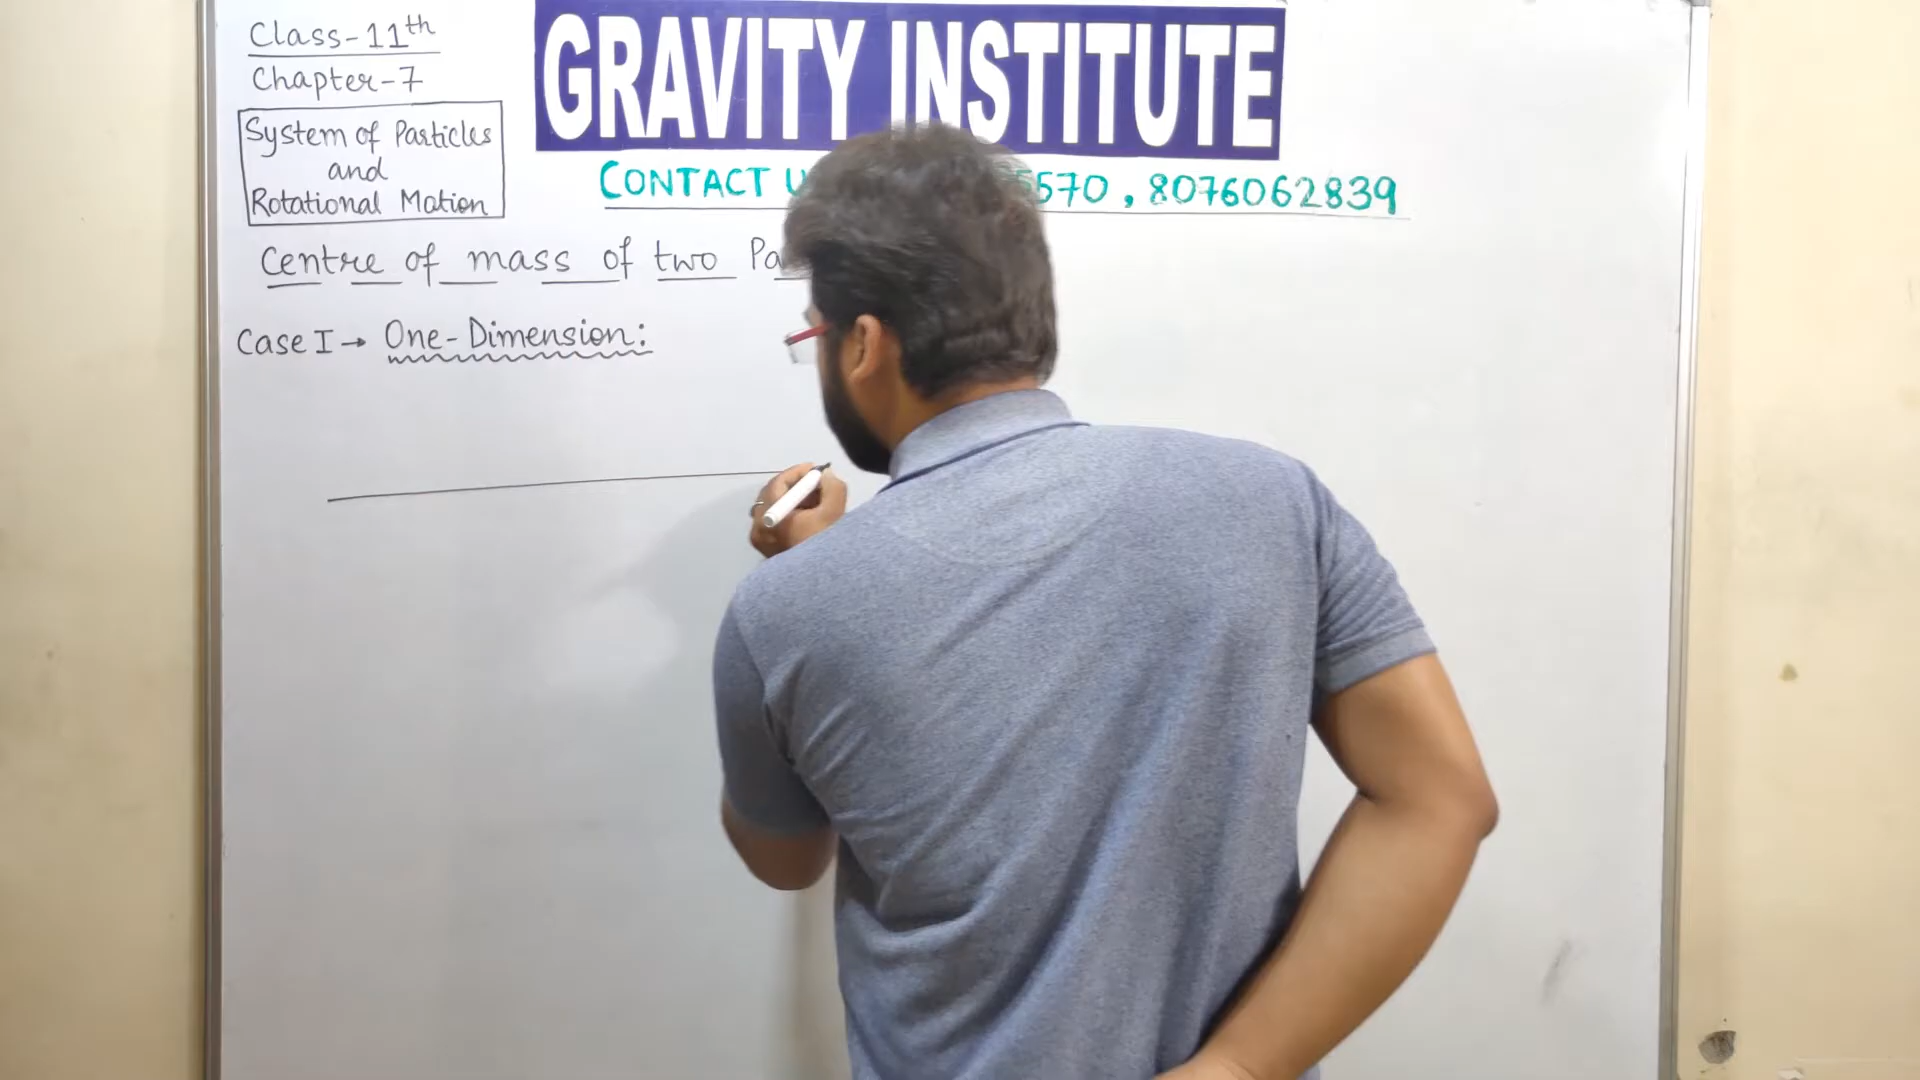 Class-11th
Chapter-7
System of Particles
and
Rotational Motion
GRAVITY INSTITUTE
CONTACT 5570, 8076062839
Centre of mass of two
Case I → One-Dimension: